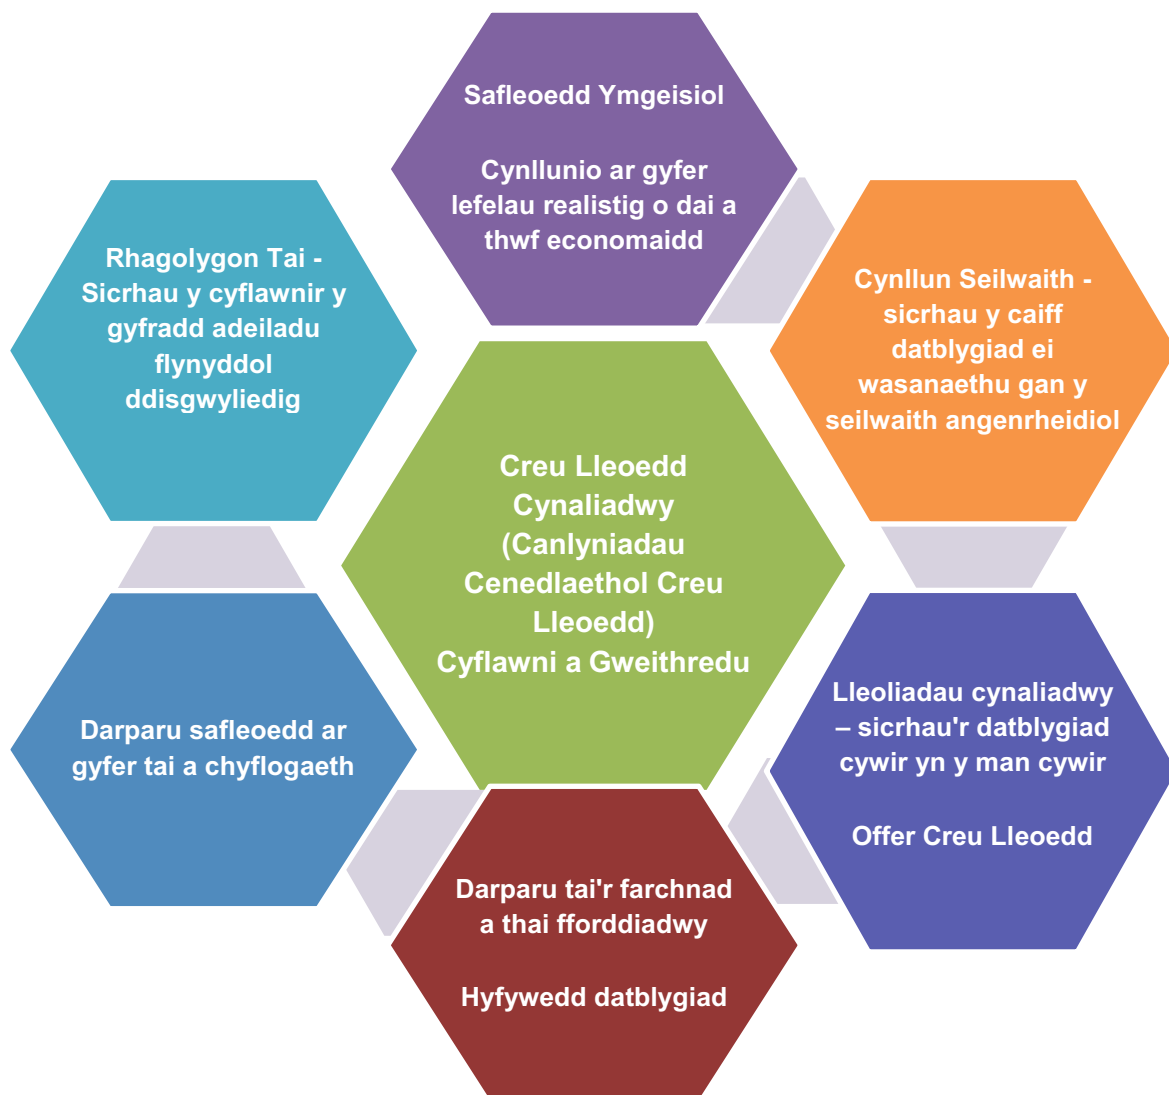 Safleoedd Ymgeisiol
Cynllunio ar gyfer
lefelau realistig o dai a
thwf economaidd
Cynllun Seilwaith -
sicrhau y caiff
datblygiad ei
wasanaethu gan y
seilwaith angenrheidiol
Lleoliadau cynaliadwy
– sicrhau'r datblygiad
cywir yn y man cywir
Offer Creu Lleoedd
Darparu tai'r farchnad
a thai fforddiadwy
Hyfywedd datblygiad
Darparu safleoedd ar
gyfer tai a chyflogaeth
Rhagolygon Tai -
Sicrhau y cyflawnir y
gyfradd adeiladu
flynyddol
ddisgwyliedig
Creu Lleoedd
Cynaliadwy
(Canlyniadau
Cenedlaethol Creu
Lleoedd)
Cyflawni a Gweithredu